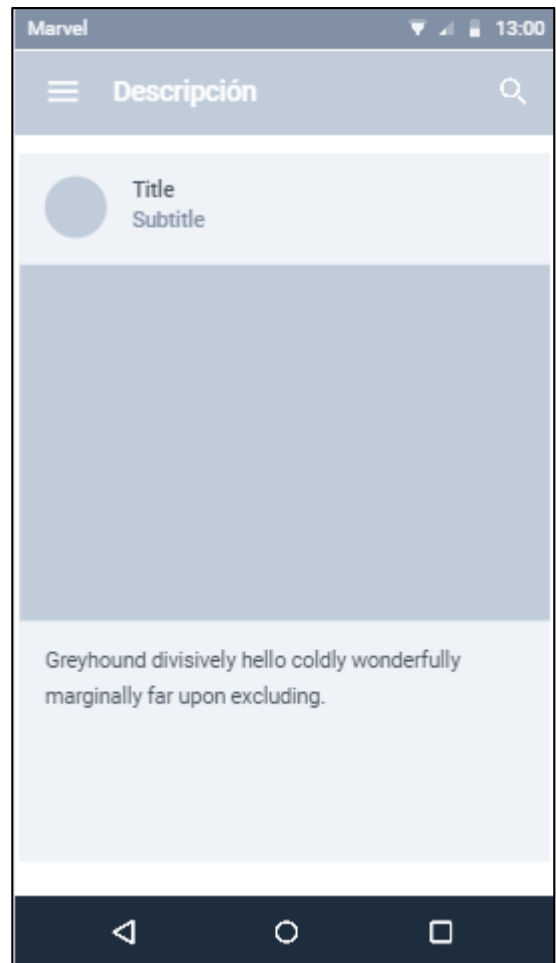 Marvel 13:00
Descripción
Title
Subtitle
Greyhound divisively hello coldly wonderfully
marginally far upon excluding.